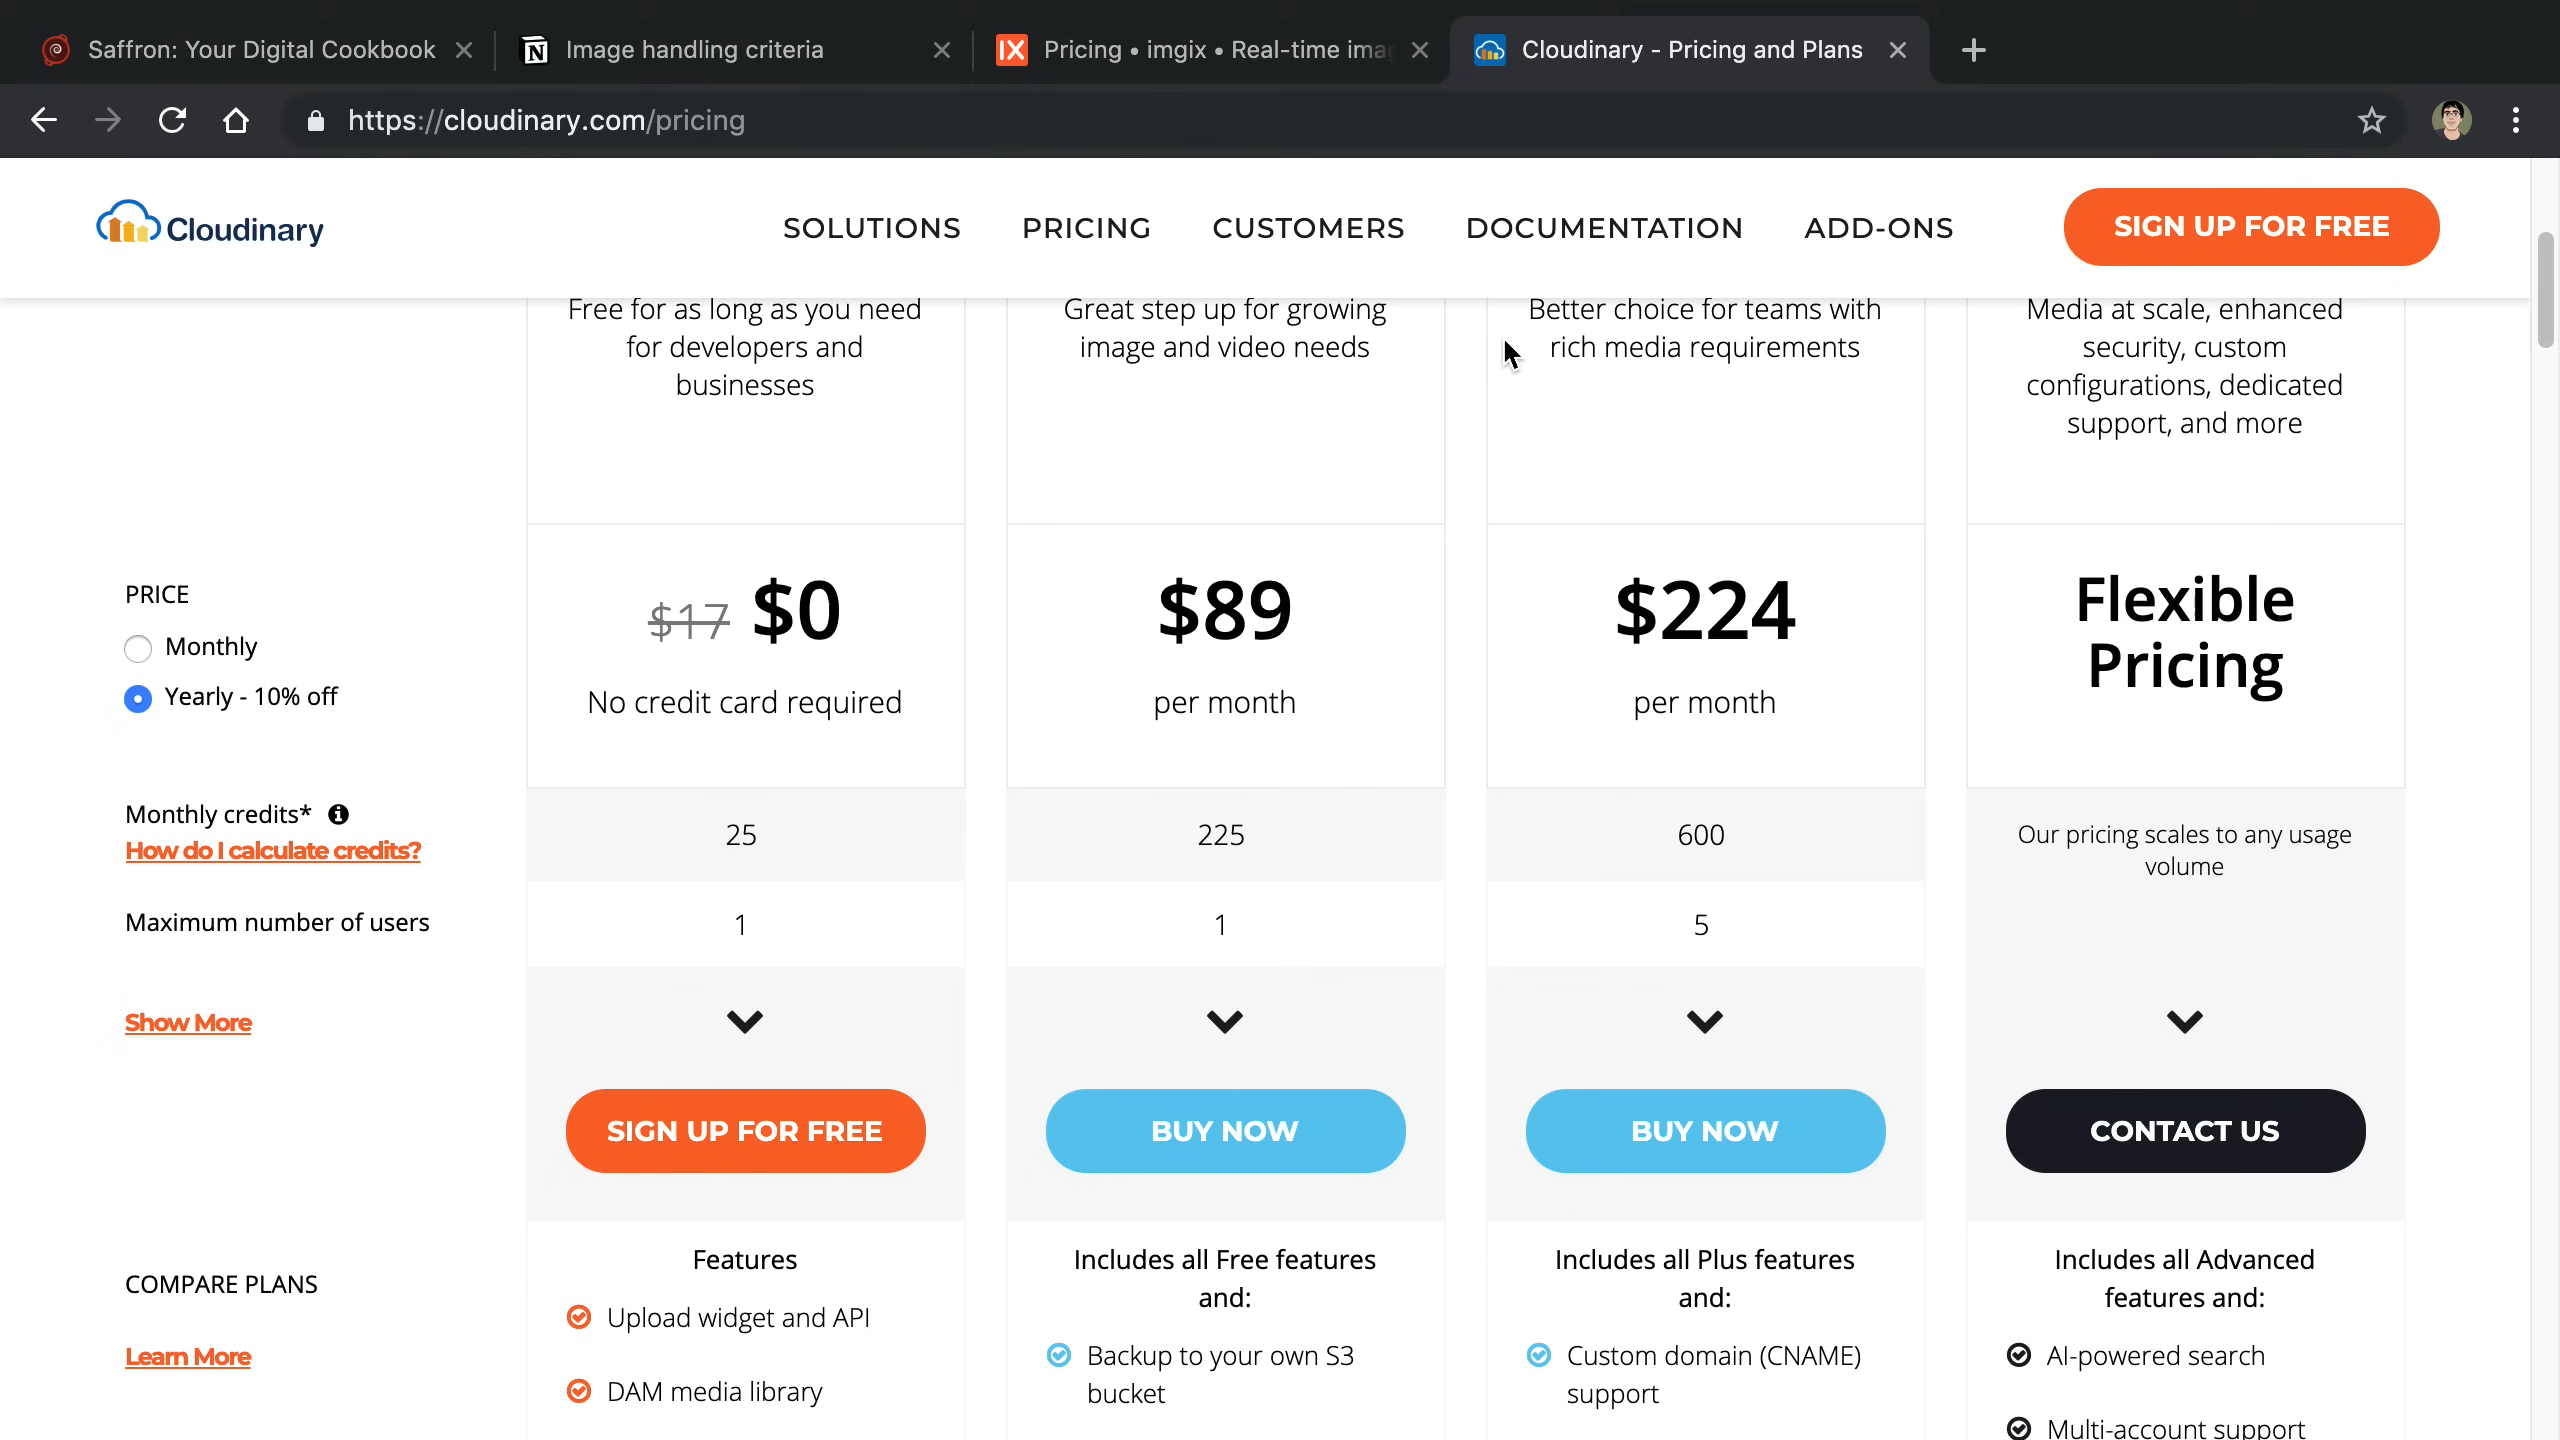 Saffron: Your Digital Cookbook
Image handling criteria
Pricing • imgix • Real-time ima
Cloudinary - Pricing and Plans
https://cloudinary.com/pricing
Cloudinary
SOLUTIONS
PRICING
CUSTOMERS
DOCUMENTATION
ADD-ONS
SIGN UP FOR FREE
Free for as long as you need
for developers and
businesses
Great step up for growing
image and video needs
Better choice for teams with
rich media requirements
Media at scale, enhanced
security, custom
configurations, dedicated
support, and more
PRICE
Monthly
Yearly - 10% off
$17 $0
No credit card required
$89
per month
$224
per month
Flexible
Pricing
Monthly credits*
How do I calculate credits?
25
225
600
Our pricing scales to any usage
volume
Maximum number of users
1
1
5
Show More
SIGN UP FOR FREE
BUY NOW
BUY NOW
CONTACT US
COMPARE PLANS
Learn More
Features
Upload widget and API
DAM media library
Includes all Free features
and:
Backup to your own S3
bucket
Includes all Plus features
and:
Custom domain (CNAME)
support
Includes all Advanced
features and:
AI-powered search
Multi-account support